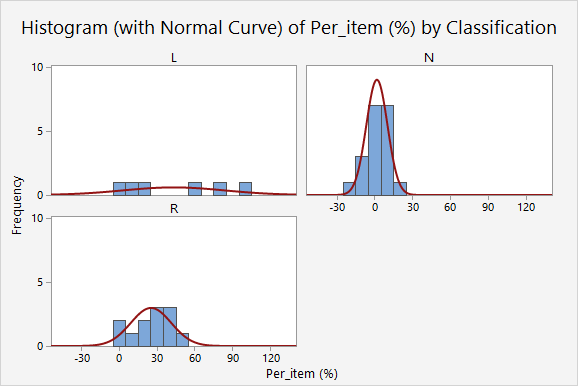 Histogram (with Normal Curve) of Per_item (%) by Classification
L
N
10
5
0
-30 0 30 60 90 120
R
10
5
0
-30 0 30 60 90 120
Frequency
Per_item (%)